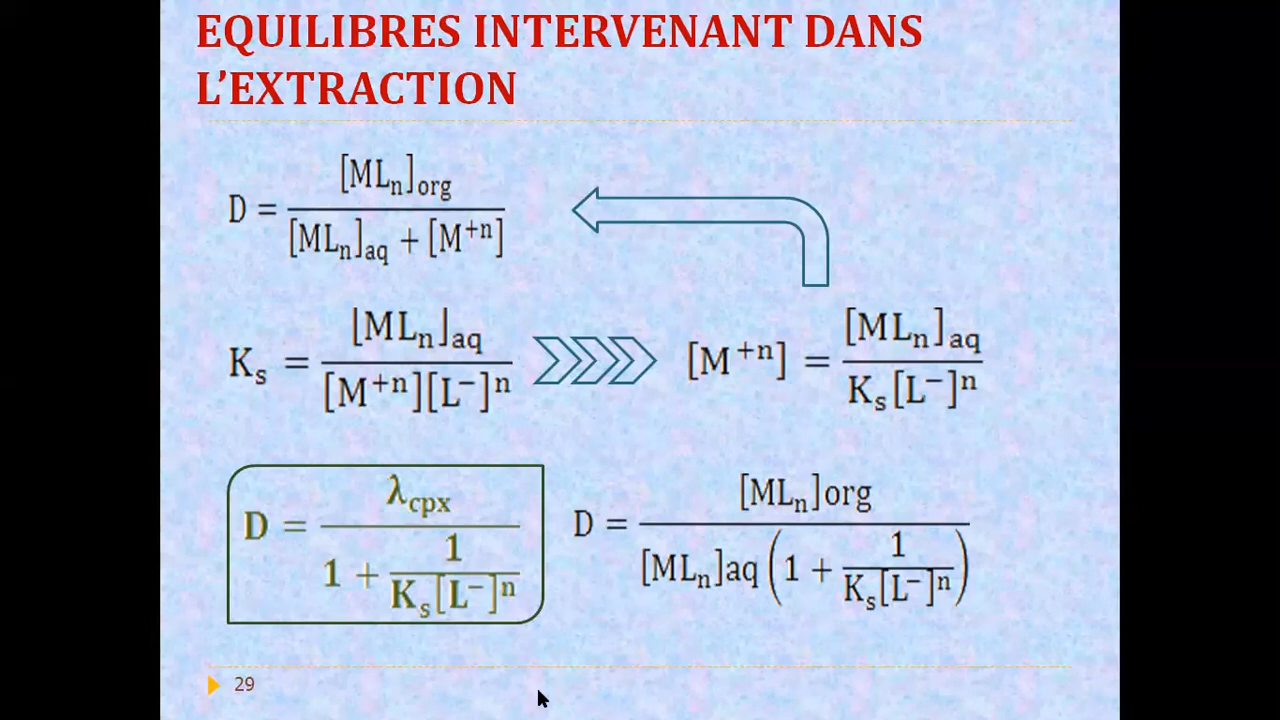 EQUILIBRES INTERVENANT DANS
L’EXTRACTION
D = [MLₙ]ₒᵣg / ([MLₙ]aq + [M⁺ⁿ])
Kₛ = [MLₙ]aq / ([M⁺ⁿ][L⁻]ⁿ)
[M⁺ⁿ] = [MLₙ]aq / (Kₛ[L⁻]ⁿ)
D = λcpx / (1 + 1 / (Kₛ[L⁻]ⁿ))
D = [MLₙ]org / ([MLₙ]aq (1 + 1 / (Kₛ[L⁻]ⁿ)))
29